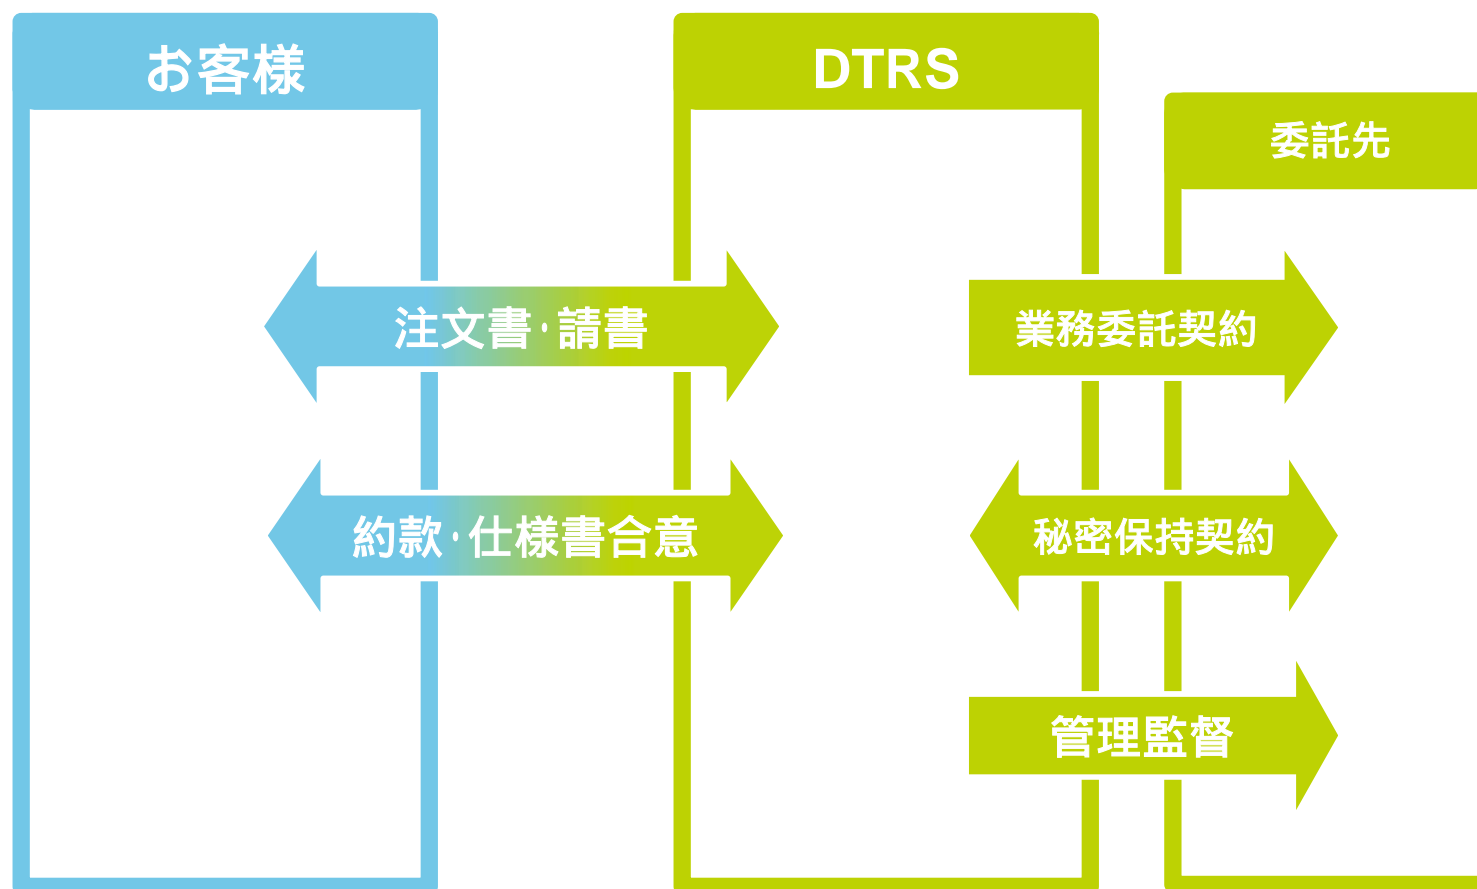 お客様
DTRS
委託先
注文書・請書
業務委託契約
約款・仕様書合意
秘密保持契約
管理監督